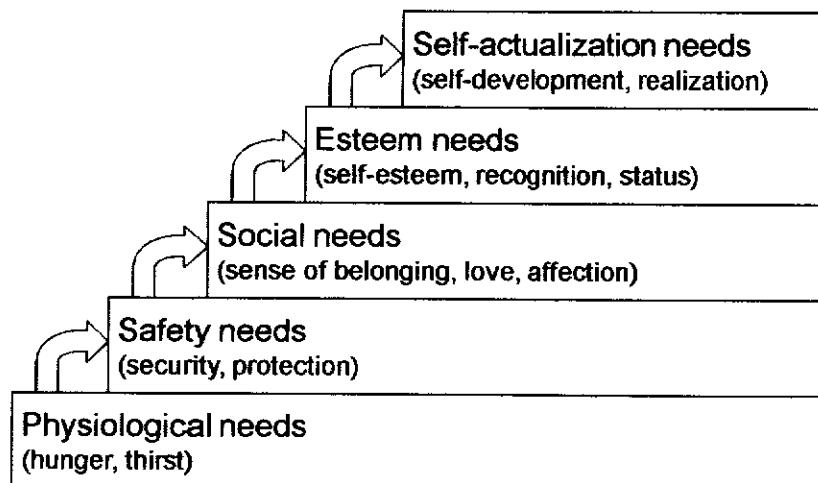 Self-actualization needs
(self-development, realization)
Esteem needs
(self-esteem, recognition, status)
Social needs
(sense of belonging, love, affection)
Safety needs
(security, protection)
Physiological needs
(hunger, thirst)